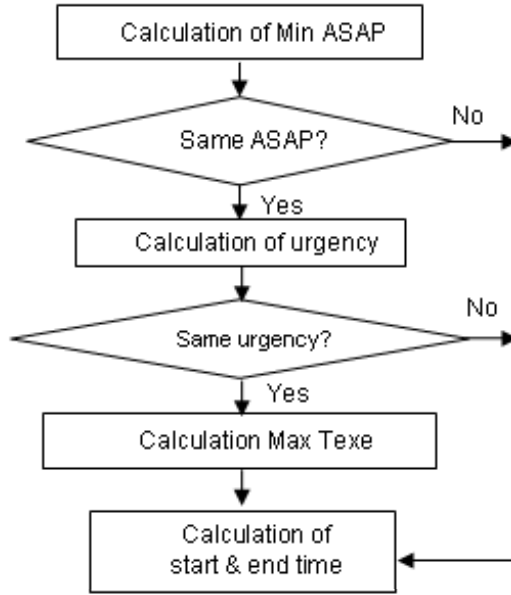 Calculation of Min ASAP
No
Same ASAP?
Yes
Calculation of urgency
No
Same urgency?
Yes
Calculation Max Texe
Calculation of
start & end time